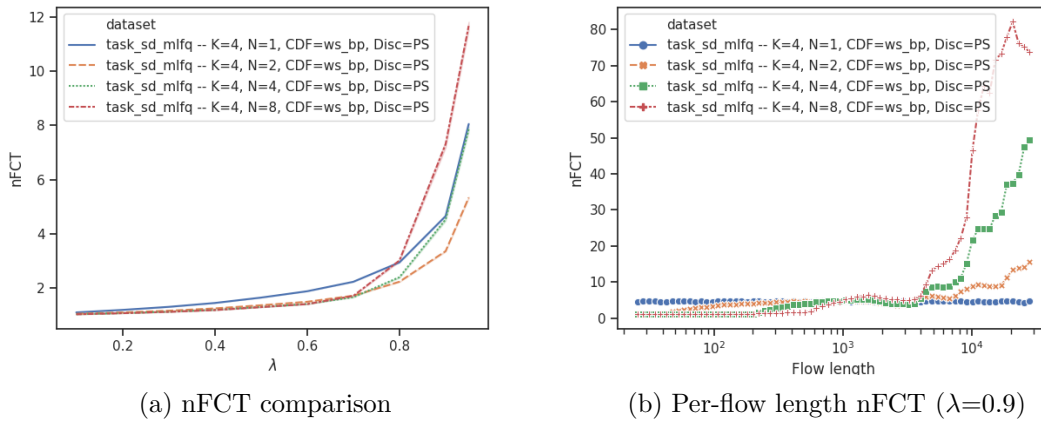 12
10
8
6
4
2
nFCT
dataset
task_sd_mlfq -- K=4, N=1, CDF=ws_bp, Disc=PS
task_sd_mlfq -- K=4, N=2, CDF=ws_bp, Disc=PS
task_sd_mlfq -- K=4, N=4, CDF=ws_bp, Disc=PS
task_sd_mlfq -- K=4, N=8, CDF=ws_bp, Disc=PS
0.2 0.4 0.6 0.8
λ
(a) nFCT comparison
80
70
60
50
40
30
20
10
0
nFCT
dataset
task_sd_mlfq -- K=4, N=1, CDF=ws_bp, Disc=PS
task_sd_mlfq -- K=4, N=2, CDF=ws_bp, Disc=PS
task_sd_mlfq -- K=4, N=4, CDF=ws_bp, Disc=PS
task_sd_mlfq -- K=4, N=8, CDF=ws_bp, Disc=PS
10² 10³ 10⁴
Flow length
(b) Per-flow length nFCT (λ=0.9)